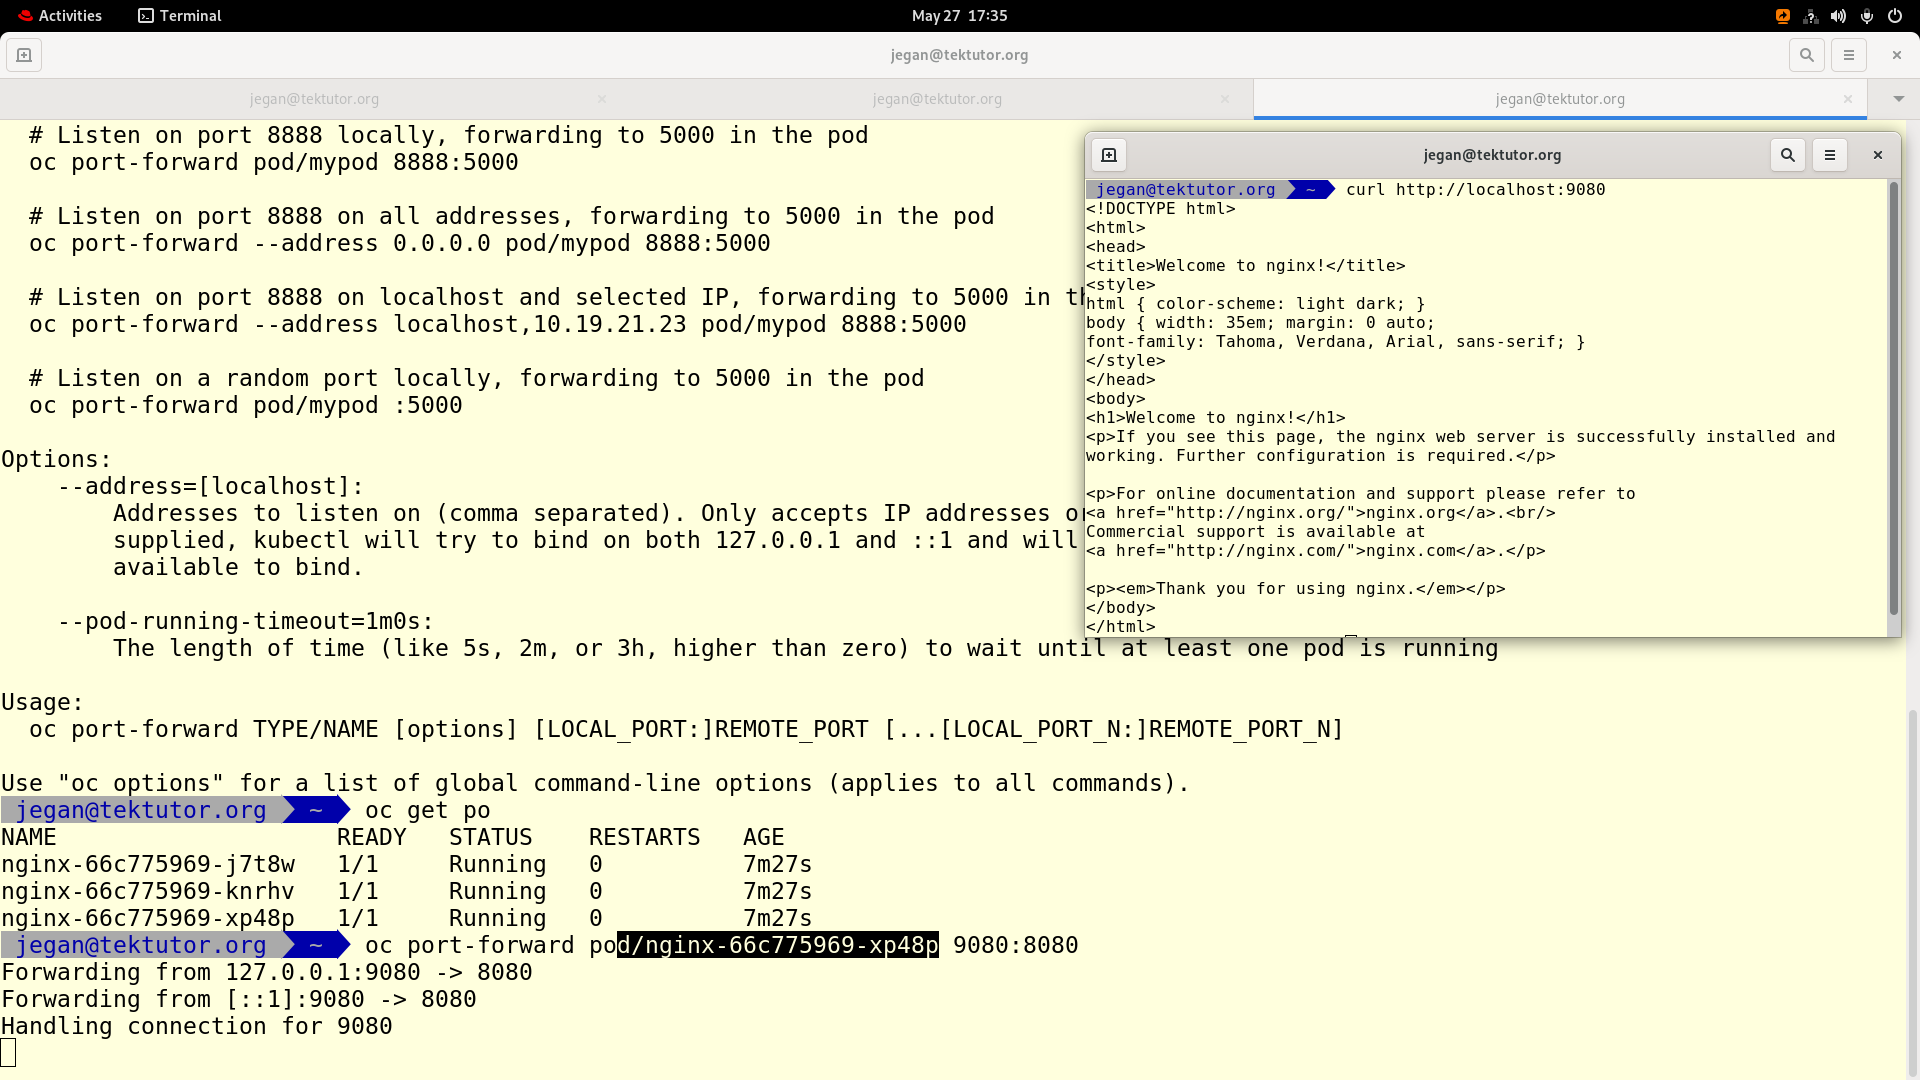 Activities
Terminal
May 27 17:35
jegan@tektutor.org
jegan@tektutor.org
jegan@tektutor.org
jegan@tektutor.org
  # Listen on port 8888 locally, forwarding to 5000 in the pod
  oc port-forward pod/mypod 8888:5000
  # Listen on port 8888 on all addresses, forwarding to 5000 in the pod
  oc port-forward --address 0.0.0.0 pod/mypod 8888:5000
  # Listen on port 8888 on localhost and selected IP, forwarding to 5000 in th
  oc port-forward --address localhost,10.19.21.23 pod/mypod 8888:5000
  # Listen on a random port locally, forwarding to 5000 in the pod
  oc port-forward pod/mypod :5000
Options:
    --address=[localhost]:
        Addresses to listen on (comma separated). Only accepts IP addresses o
        supplied, kubectl will try to bind on both 127.0.0.1 and ::1 and will
        available to bind.
    --pod-running-timeout=1m0s:
        The length of time (like 5s, 2m, or 3h, higher than zero) to wait until at least one pod is running
Usage:
  oc port-forward TYPE/NAME [options] [LOCAL_PORT:]REMOTE_PORT [...[LOCAL_PORT_N:]REMOTE_PORT_N]
Use "oc options" for a list of global command-line options (applies to all commands).
jegan@tektutor.org ~ oc get po
NAME                    READY   STATUS    RESTARTS   AGE
nginx-66c775969-j7t8w   1/1     Running   0          7m27s
nginx-66c775969-knrhv   1/1     Running   0          7m27s
nginx-66c775969-xp48p   1/1     Running   0          7m27s
jegan@tektutor.org ~ oc port-forward pod/nginx-66c775969-xp48p 9080:8080
Forwarding from 127.0.0.1:9080 -> 8080
Forwarding from [::1]:9080 -> 8080
Handling connection for 9080
jegan@tektutor.org
jegan@tektutor.org ~ curl http://localhost:9080
<!DOCTYPE html>
<html>
<head>
<title>Welcome to nginx!</title>
<style>
html { color-scheme: light dark; }
body { width: 35em; margin: 0 auto;
font-family: Tahoma, Verdana, Arial, sans-serif; }
</style>
</head>
<body>
<h1>Welcome to nginx!</h1>
<p>If you see this page, the nginx web server is successfully installed and
working. Further configuration is required.</p>
<p>For online documentation and support please refer to
<a href="http://nginx.org/">nginx.org</a>.<br/>
Commercial support is available at
<a href="http://nginx.com/">nginx.com</a>.</p>
<p><em>Thank you for using nginx.</em></p>
</body>
</html>